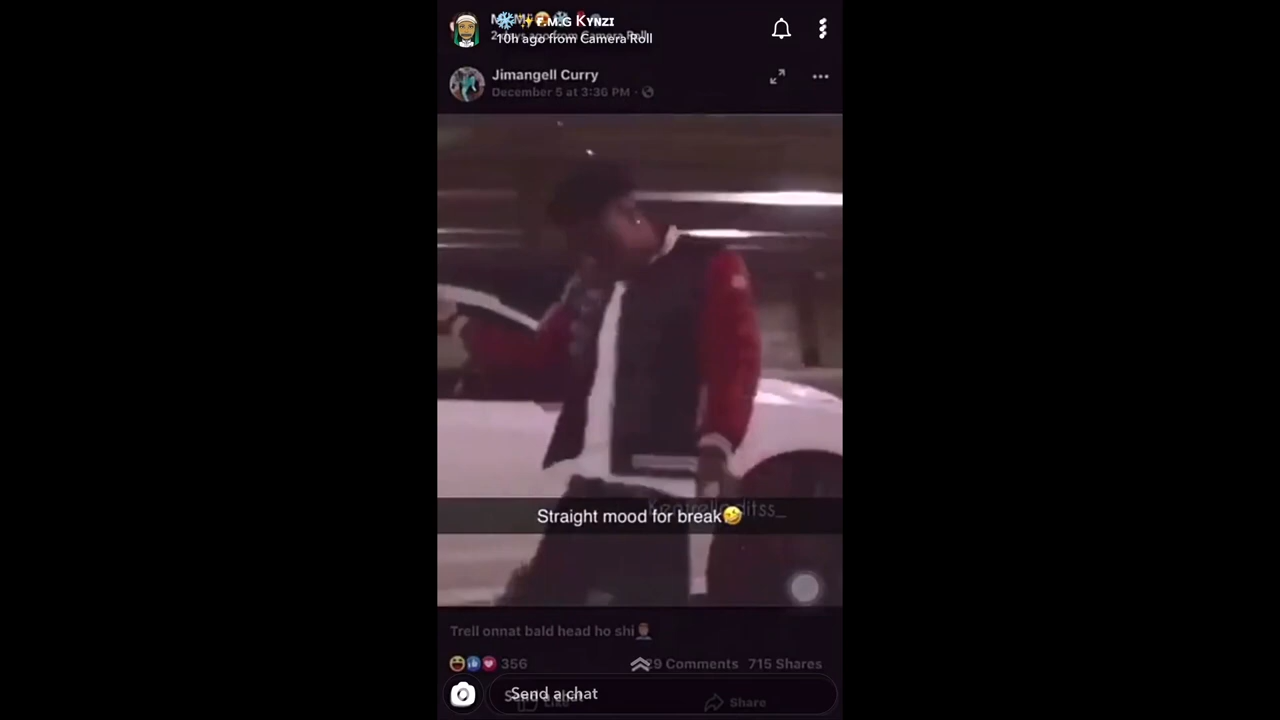 F.M.G KYNZI
10h ago from Camera Roll
Jimangell Curry
December 5 at 3:36 PM
Straight mood for break🤣
Trell onnat bald head ho shi💆🏽‍♂️
356
Comments 715 Shares
Send a chat
Like Share